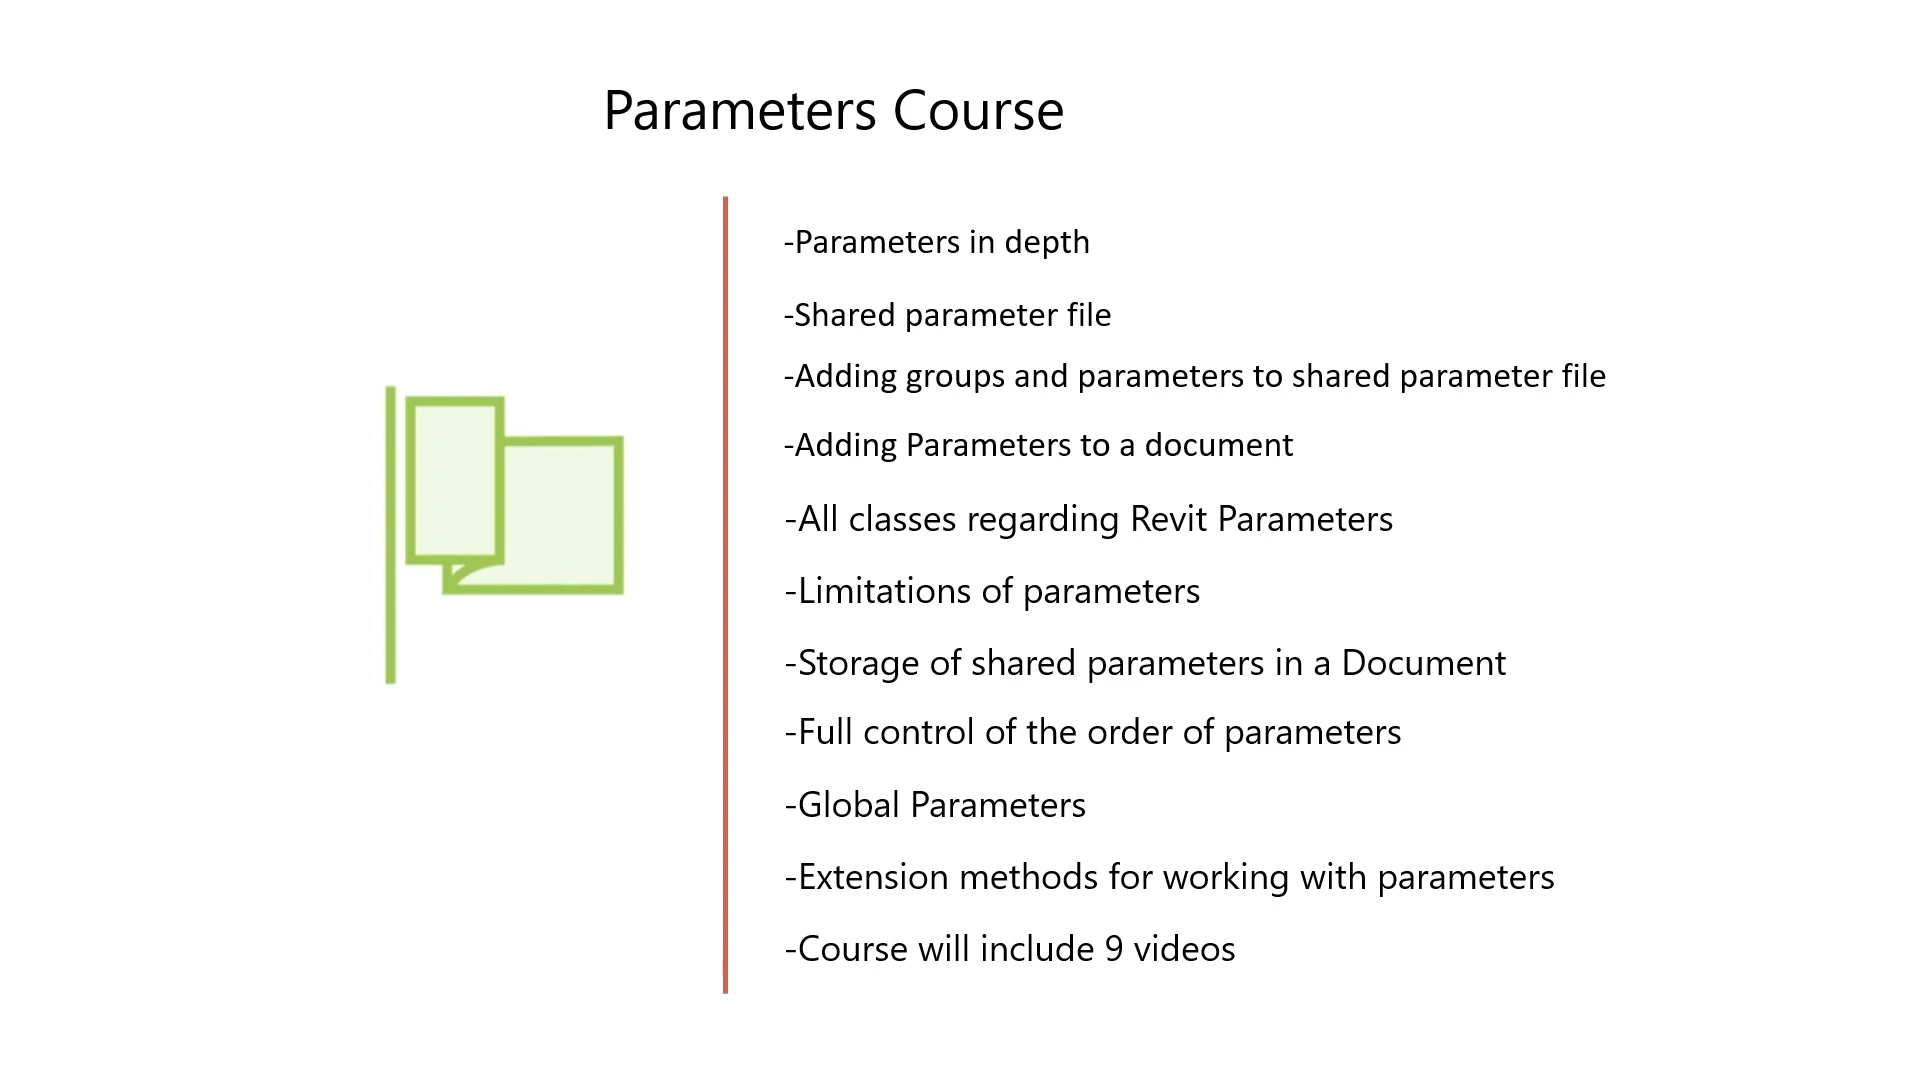 Parameters Course
-Parameters in depth
-Shared parameter file
-Adding groups and parameters to shared parameter file
-Adding Parameters to a document
-All classes regarding Revit Parameters
-Limitations of parameters
-Storage of shared parameters in a Document
-Full control of the order of parameters
-Global Parameters
-Extension methods for working with parameters
-Course will include 9 videos